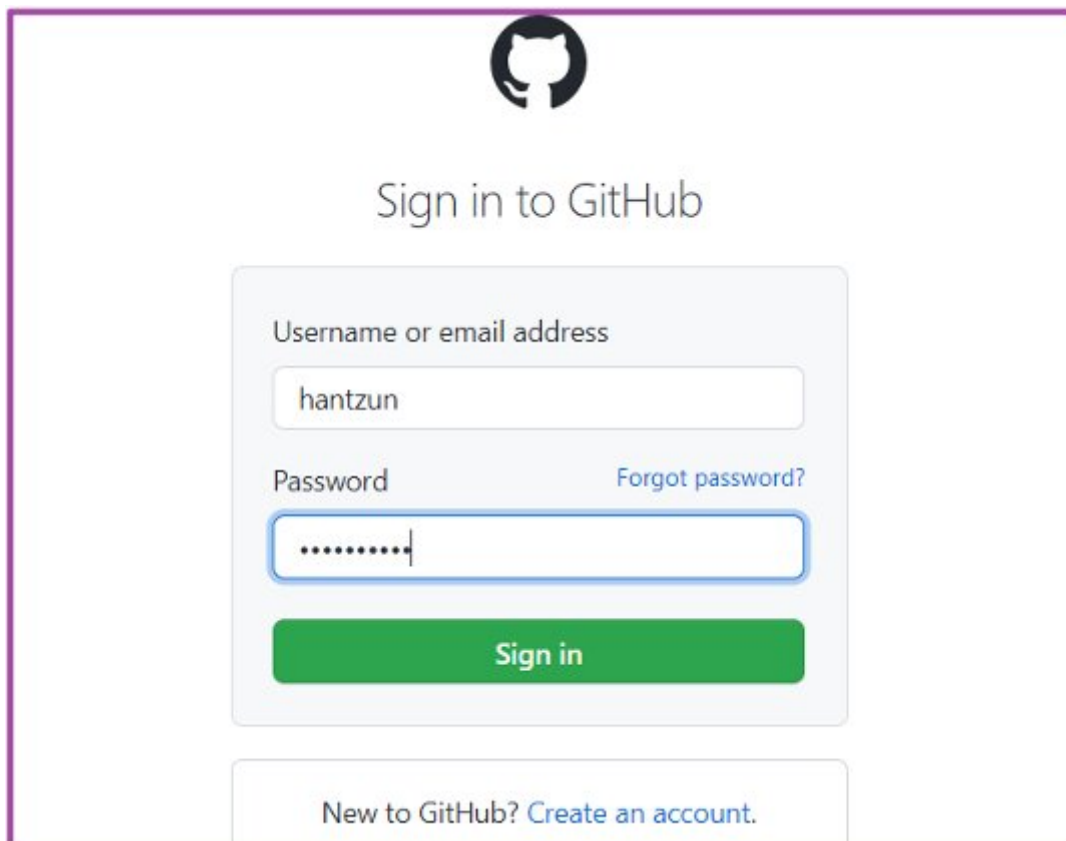 Sign in to GitHub
Username or email address
hantzun
Password Forgot password?
••••••••••
Sign in
New to GitHub? Create an account.